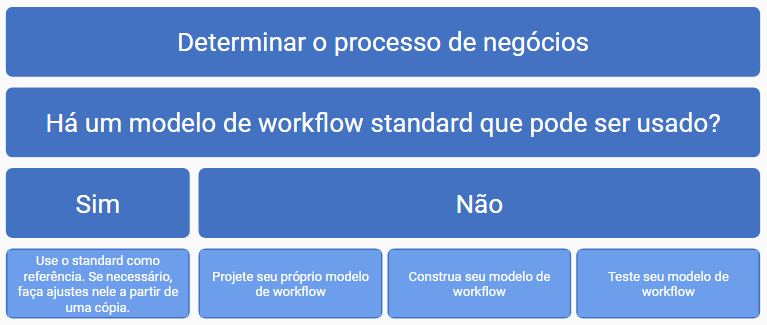 Determinar o processo de negócios
Há um modelo de workflow standard que pode ser usado?
Sim
Não
Use o standard como
referência. Se necessário,
faça ajustes nele a partir de
uma cópia.
Projete seu próprio modelo
de workflow
Construa seu modelo de
workflow
Teste seu modelo de
workflow